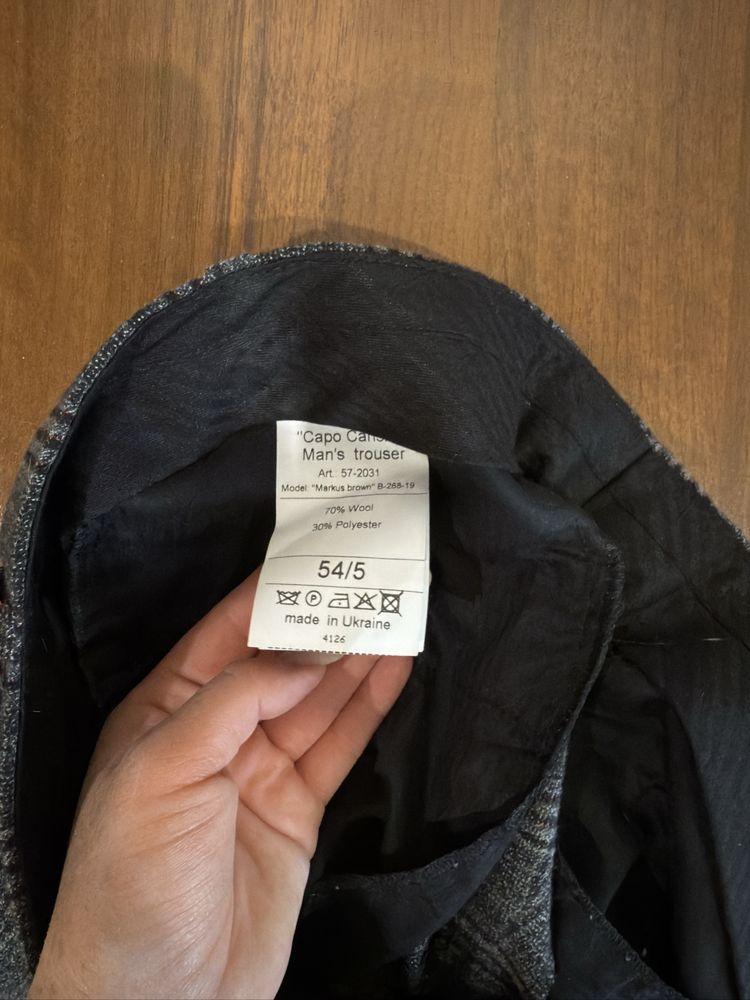 "Capo
Man's trouser
Art. 57-2031
Model: "Markus brown" B-268-19
70% Wool
30% Polyester
54/5
P
made in Ukraine
4126